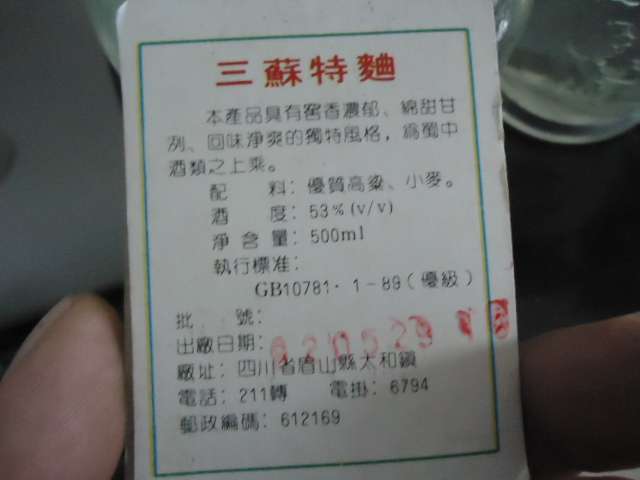 三蘇特麯
本產品具有窖香濃郁、綿甜甘
冽、回味淨爽的獨特風格，為蜀中
酒類之上乘。
配　料：優質高粱、小麥。
酒　度：53%(v/v)
淨含量：500ml
執行標准：
GB10781·1-89(優級)
批　號：
出廠日期：
廠址：四川省眉山縣太和鎮
電話：211轉　電掛：6794
郵政編碼：612169